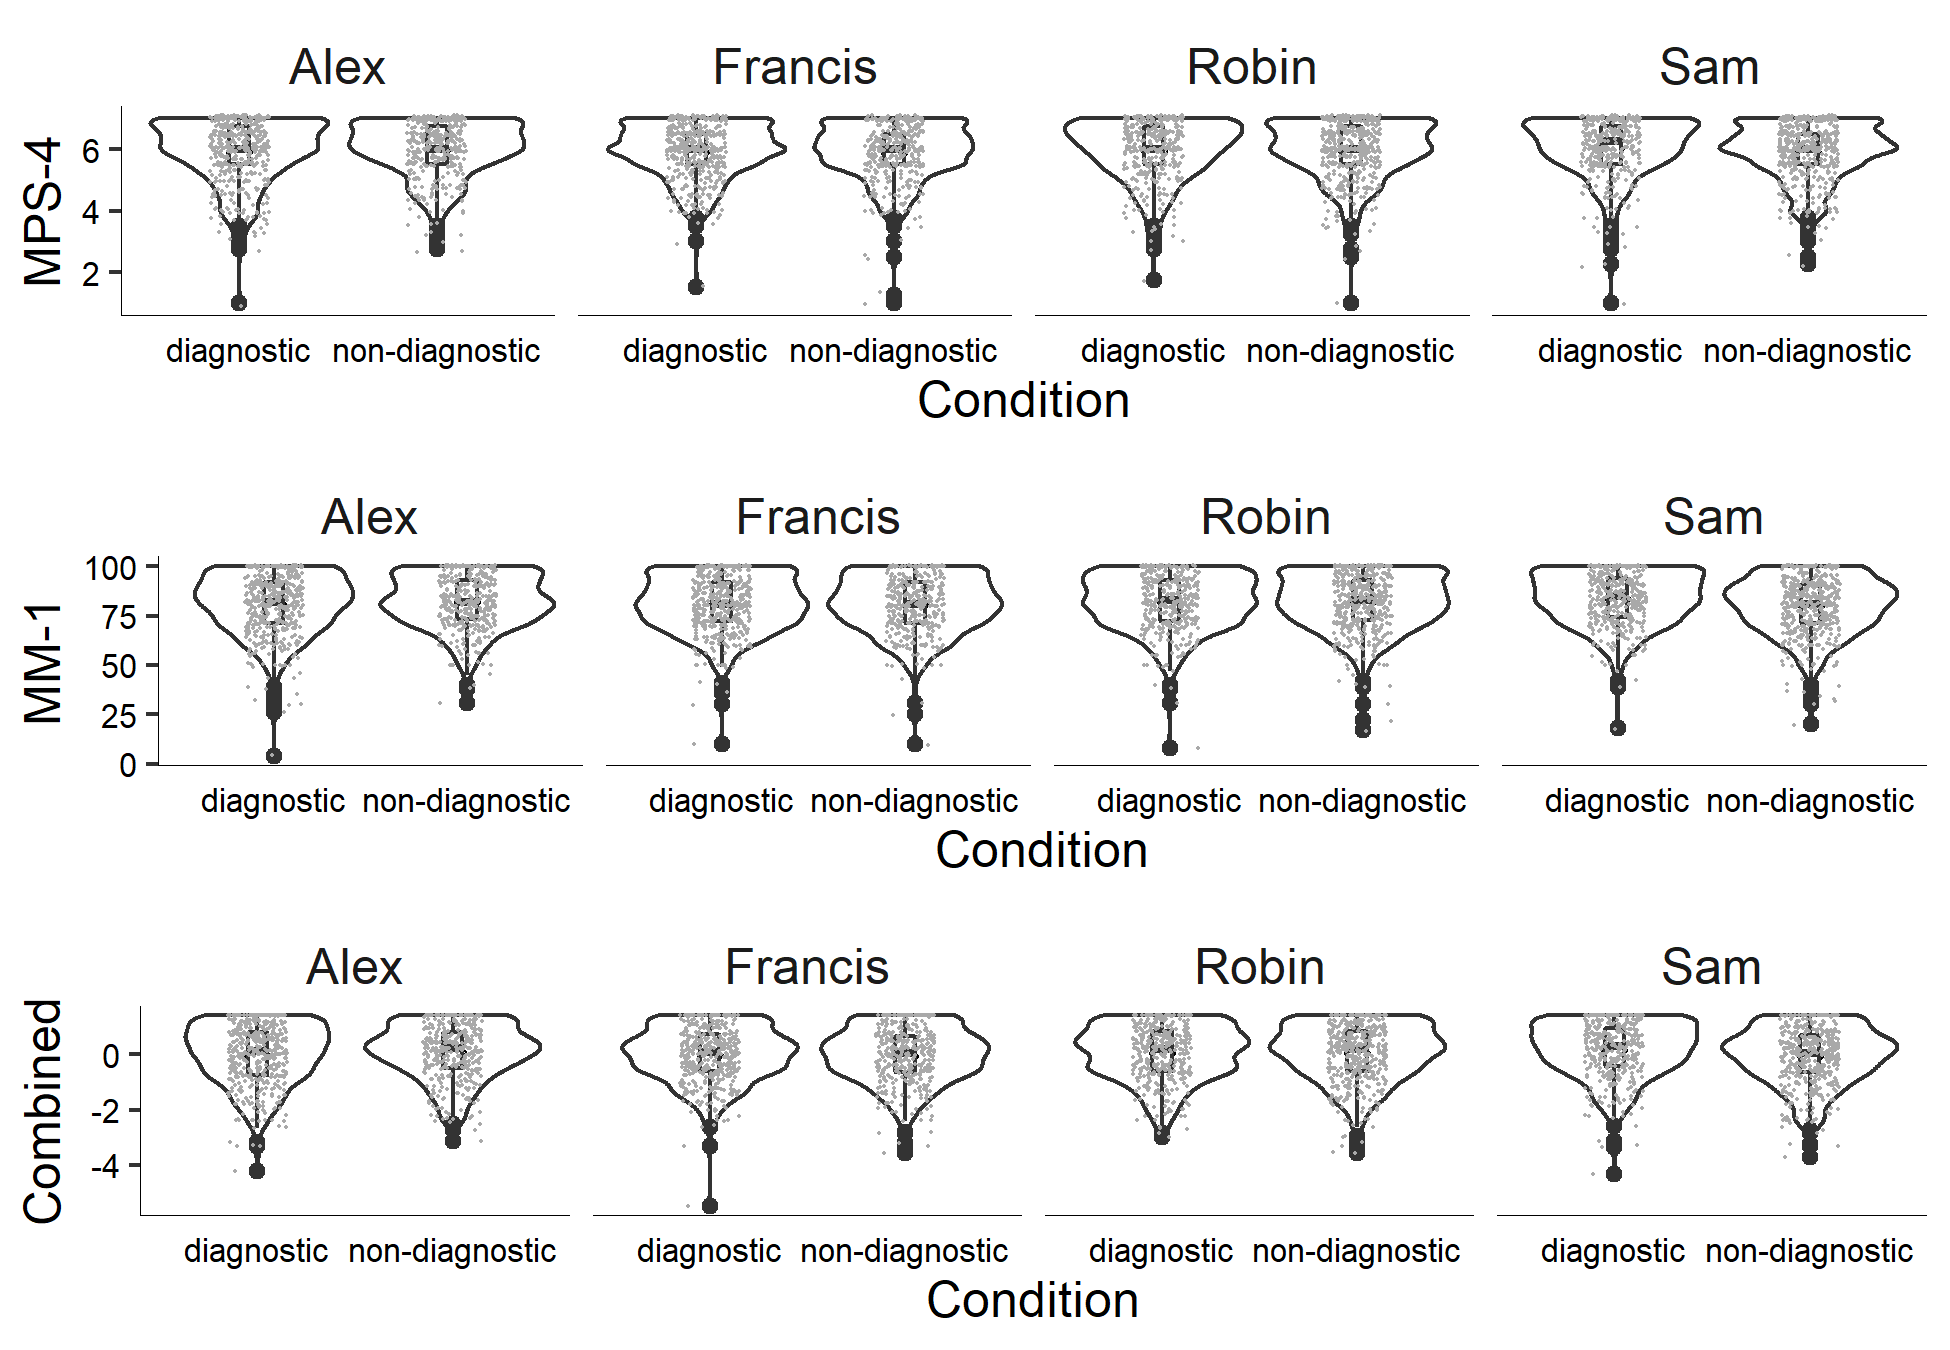 Alex Francis Robin Sam
MPS-4
6
4
2
diagnostic non-diagnostic diagnostic non-diagnostic diagnostic non-diagnostic diagnostic non-diagnostic
Condition
Alex Francis Robin Sam
MM-1
100
75
50
25
0
diagnostic non-diagnostic diagnostic non-diagnostic diagnostic non-diagnostic diagnostic non-diagnostic
Condition
Alex Francis Robin Sam
Combined
0
-2
-4
diagnostic non-diagnostic diagnostic non-diagnostic diagnostic non-diagnostic diagnostic non-diagnostic
Condition